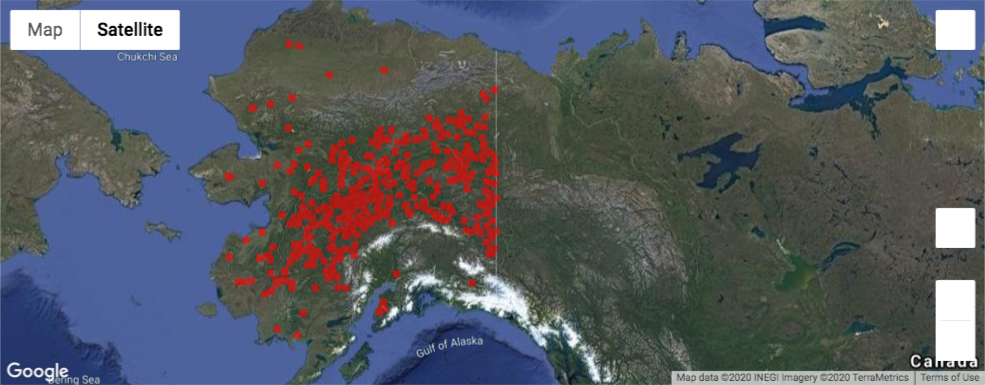 Map Satellite
Chukchi Sea
Gulf of Alaska
Canada
Google
Bering Sea
Map data ©2020 INEGI Imagery ©2020 TerraMetrics Terms of Use